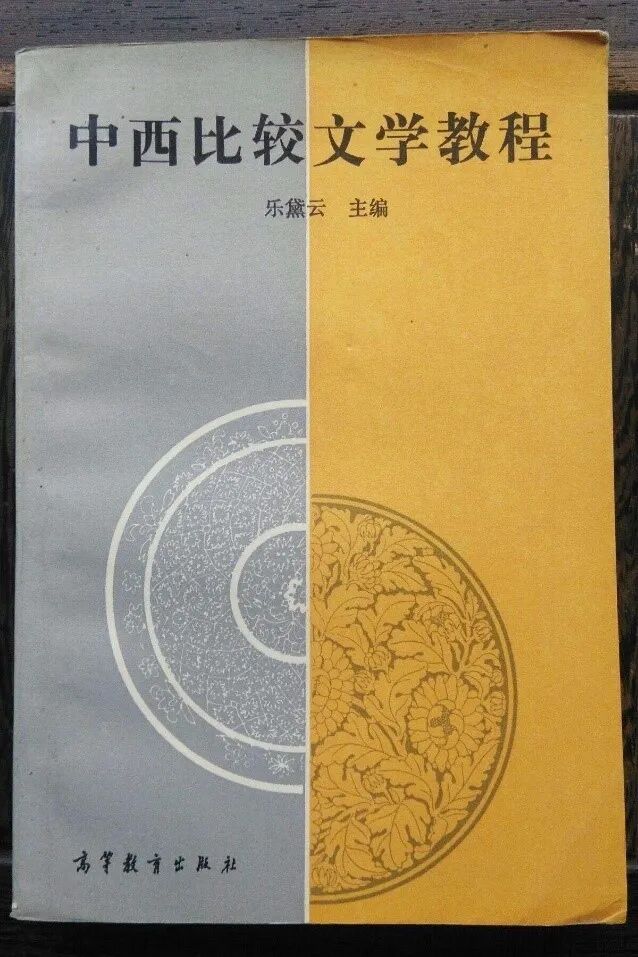 中西比较文学教程
乐黛云 主编
高等教育出版社